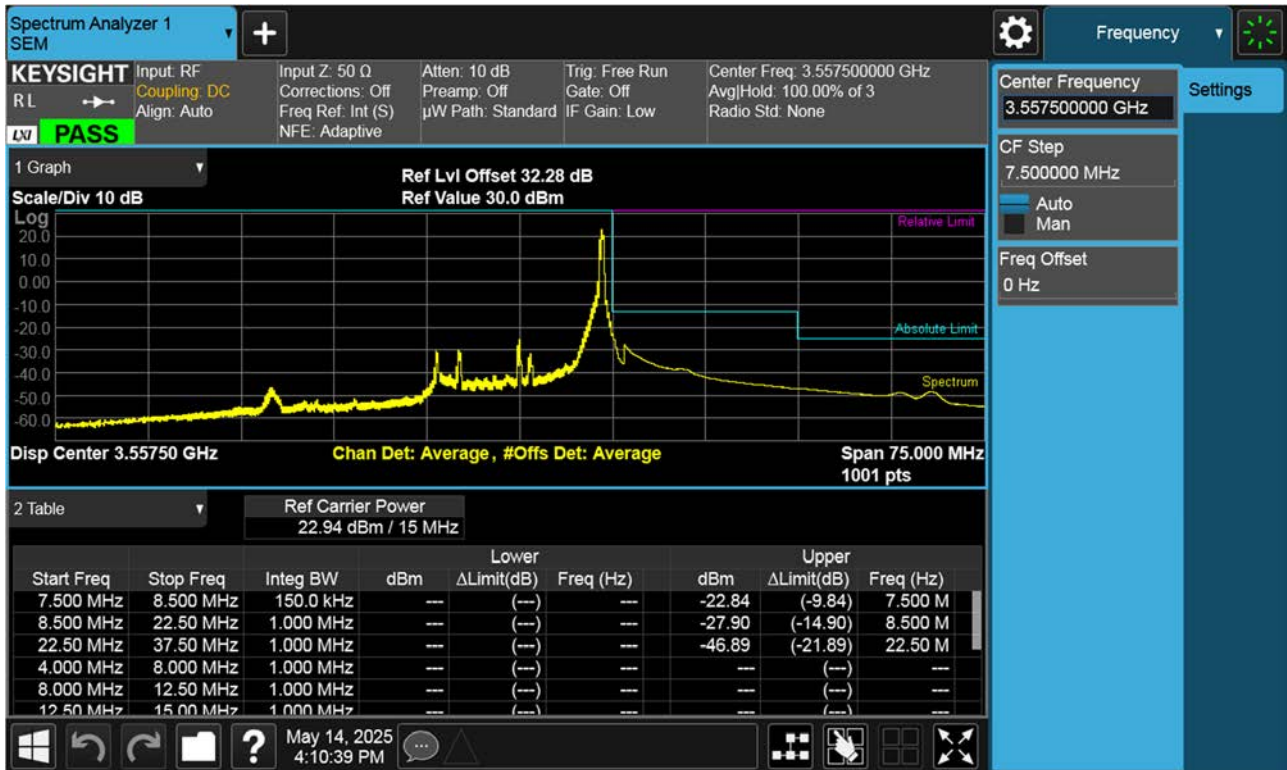 Spectrum Analyzer 1
SEM
Frequency
KEYSIGHT
RL
LXI
PASS
Input: RF
Coupling: DC
Align: Auto
Input Z: 50 Ω
Corrections: Off
Freq Ref: Int (S)
NFE: Adaptive
Atten: 10 dB
Preamp: Off
µW Path: Standard
Trig: Free Run
Gate: Off
IF Gain: Low
Center Freq: 3.557500000 GHz
Avg|Hold: 100.00% of 3
Radio Std: None
Center Frequency
3.557500000 GHz
Settings
CF Step
7.500000 MHz
Auto
Man
Freq Offset
0 Hz
1 Graph
Scale/Div 10 dB
Ref Lvl Offset 32.28 dB
Ref Value 30.0 dBm
Log
20.0
10.0
0.00
-10.0
-20.0
-30.0
-40.0
-50.0
-60.0
Relative Limit
Absolute Limit
Spectrum
Disp Center 3.55750 GHz
Chan Det: Average, #Offs Det: Average
Span 75.000 MHz
1001 pts
2 Table
Ref Carrier Power
22.94 dBm / 15 MHz
Lower Upper
Start Freq Stop Freq Integ BW dBm ΔLimit(dB) Freq (Hz) dBm ΔLimit(dB) Freq (Hz)
7.500 MHz 8.500 MHz 150.0 kHz --- (---) --- -22.84 (-9.84) 7.500 M
8.500 MHz 22.50 MHz 1.000 MHz --- (---) --- -27.90 (-14.90) 8.500 M
22.50 MHz 37.50 MHz 1.000 MHz --- (---) --- -46.89 (-21.89) 22.50 M
4.000 MHz 8.000 MHz 1.000 MHz --- (---) --- --- (---) ---
8.000 MHz 12.50 MHz 1.000 MHz --- (---) --- --- (---) ---
12.50 MHz 15.00 MHz 1.000 MHz --- (---) --- --- (---) ---
May 14, 2025
4:10:39 PM